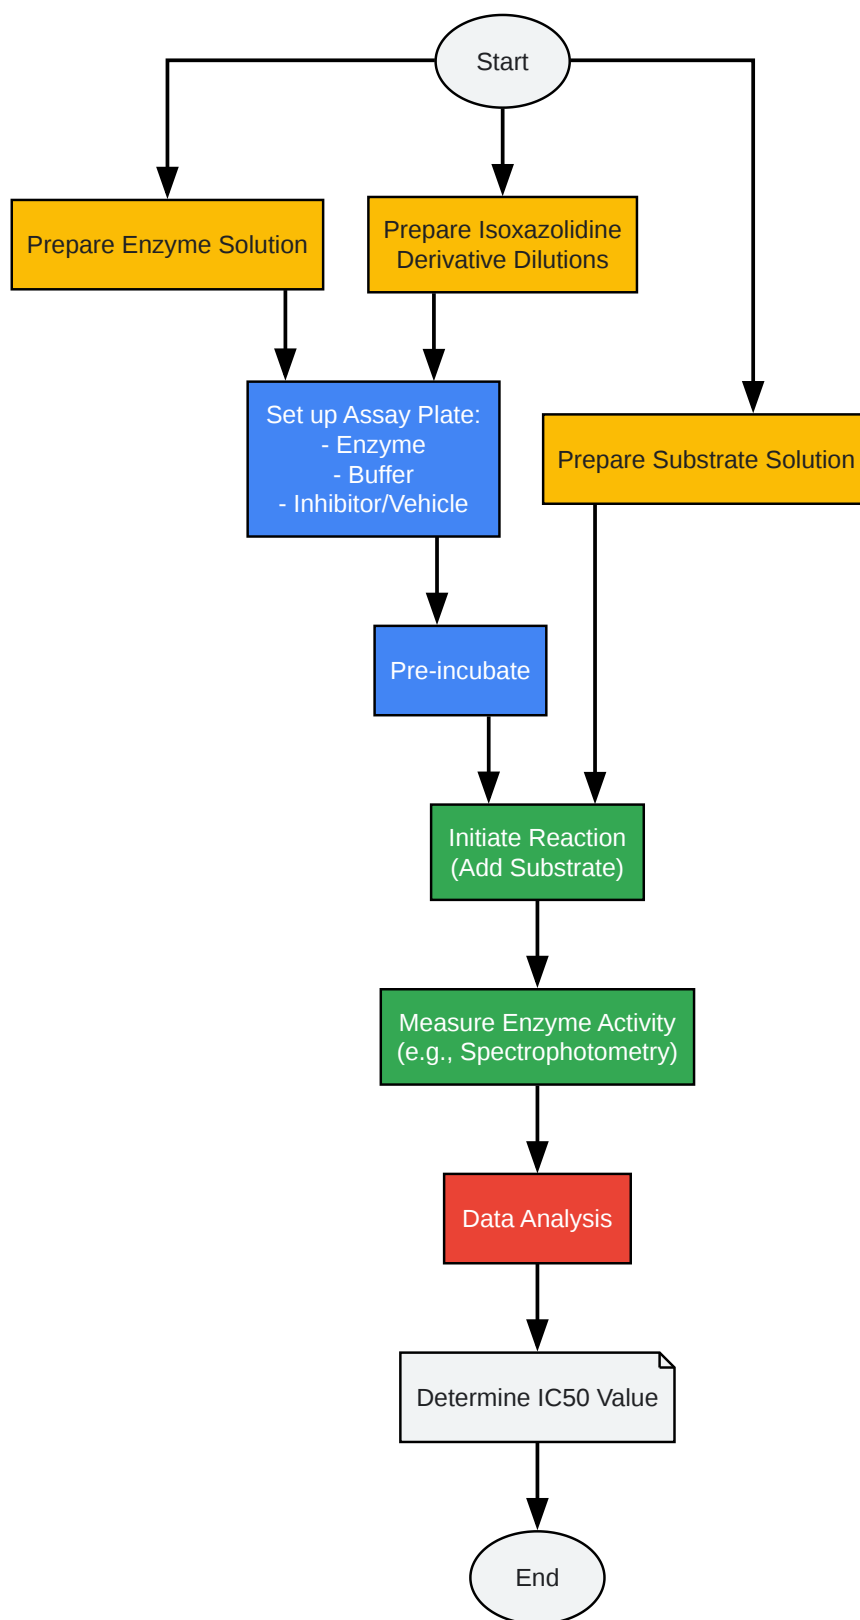 Start
Prepare Enzyme Solution
Prepare Isoxazolidine
Derivative Dilutions
Set up Assay Plate:
- Enzyme
- Buffer
- Inhibitor/Vehicle
Prepare Substrate Solution
Pre-incubate
Initiate Reaction
(Add Substrate)
Measure Enzyme Activity
(e.g., Spectrophotometry)
Data Analysis
Determine IC50 Value
End